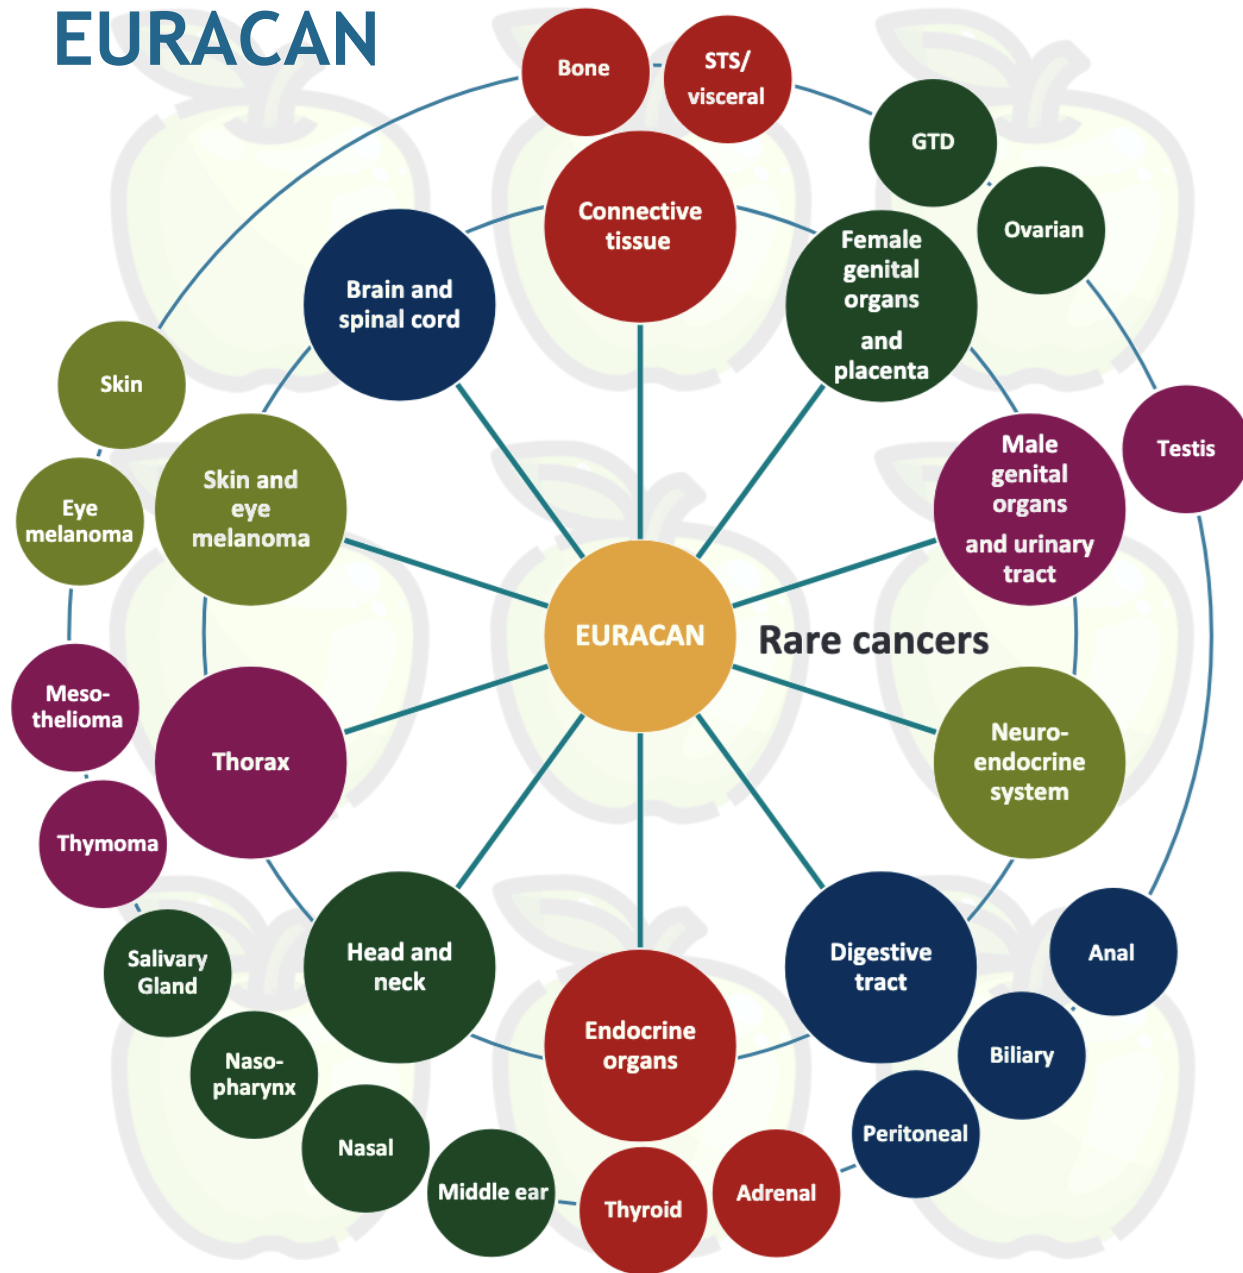 EURACAN
Bone
STS/
visceral
GTD
Ovarian
Connective
tissue
Female
genital
organs
and
placenta
Brain and
spinal cord
Skin
Eye
melanoma
Skin and
eye
melanoma
Male
genital
organs
and urinary
tract
Testis
EURACAN
Rare cancers
Meso-
thelioma
Thymoma
Thorax
Neuro-
endocrine
system
Salivary
Gland
Head and
neck
Endocrine
organs
Digestive
tract
Anal
Biliary
Peritoneal
Naso-
pharynx
Nasal
Middle ear
Thyroid
Adrenal